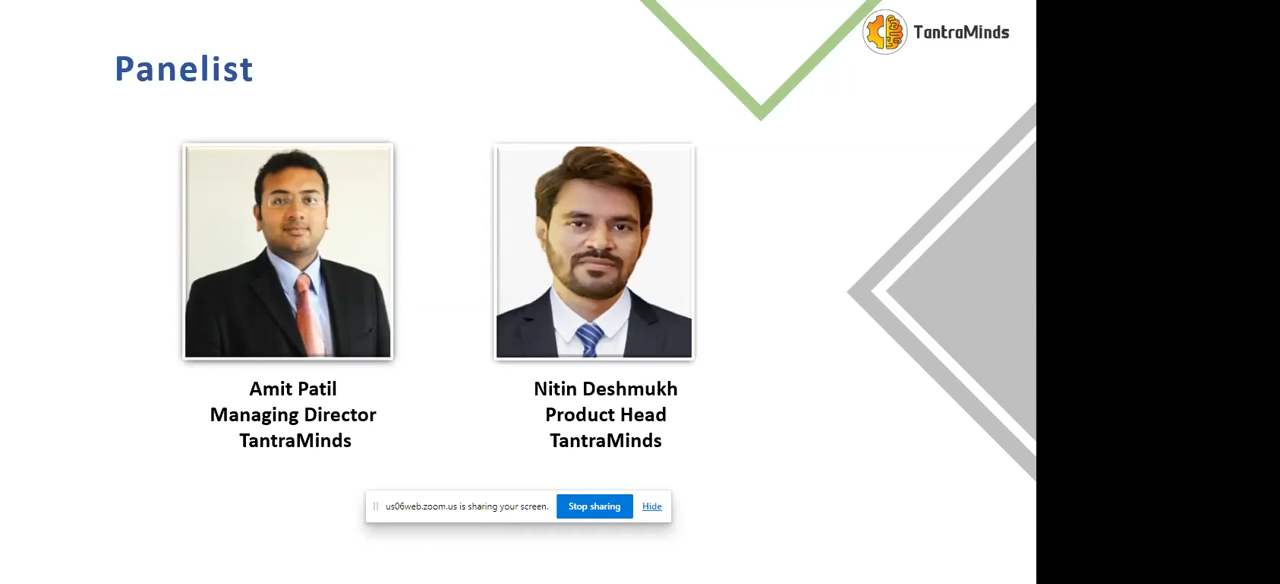 TantraMinds
Panelist
Amit Patil
Managing Director
TantraMinds
Nitin Deshmukh
Product Head
TantraMinds
us06web.zoom.us is sharing your screen.
Stop sharing
Hide